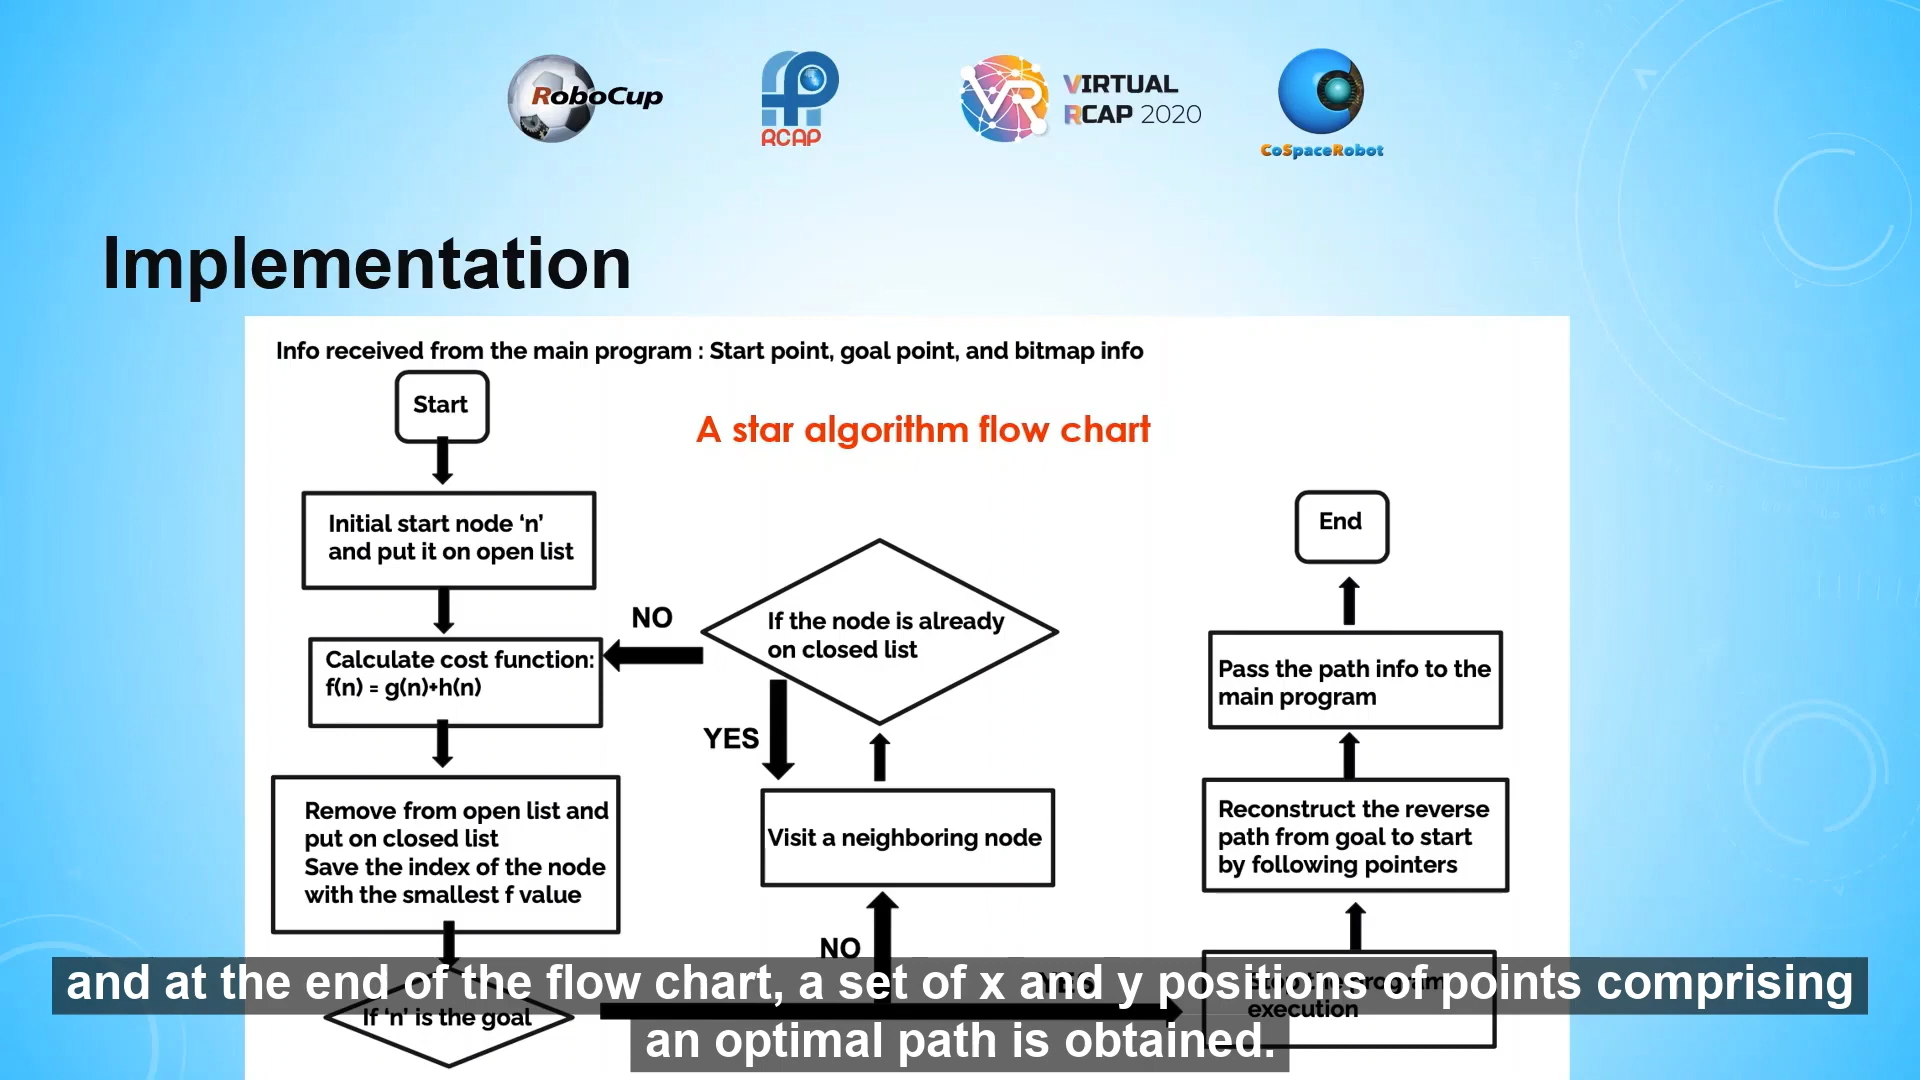 RoboCup
RCAP
VIRTUAL
RCAP 2020
CoSpaceRobot
Implementation
Info received from the main program : Start point, goal point, and bitmap info
Start
A star algorithm flow chart
Initial start node ‘n’
and put it on open list
Calculate cost function:
f(n) = g(n)+h(n)
Remove from open list and
put on closed list
Save the index of the node
with the smallest f value
If ‘n’ is the goal
NO
If the node is already
on closed list
YES
Visit a neighboring node
NO
YES
End
Pass the path info to the
main program
Reconstruct the reverse
path from goal to start
by following pointers
Stop the program
execution
and at the end of the flow chart, a set of x and y positions of points comprising
an optimal path is obtained.